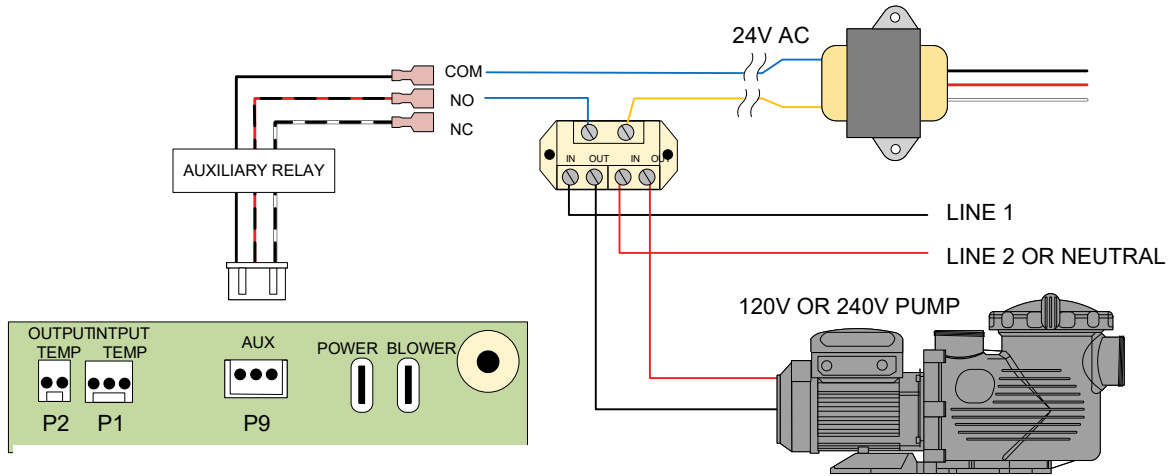 24V AC
COM
NO
NC
AUXILIARY RELAY
IN OUT IN OUT
LINE 1
LINE 2 OR NEUTRAL
120V OR 240V PUMP
OUTPUT INTPUT
TEMP TEMP
AUX
POWER BLOWER
P2 P1 P9